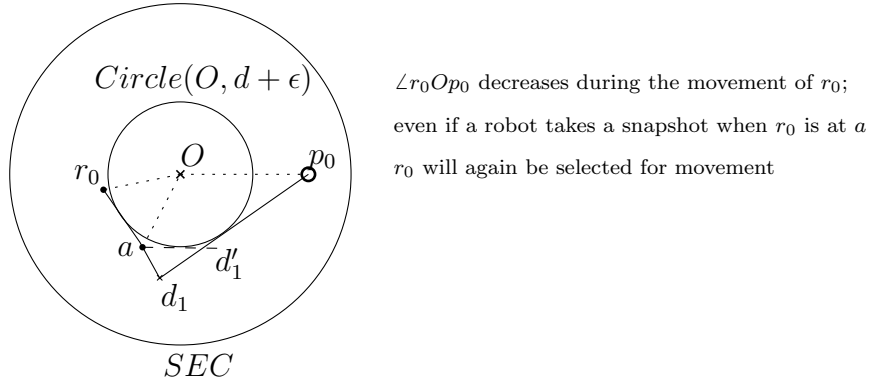 Circle(O, d + ϵ)
∠r₀Op₀ decreases during the movement of r₀;
even if a robot takes a snapshot when r₀ is at a
r₀ will again be selected for movement
O
p₀
r₀
a
d′₁
d₁
SEC